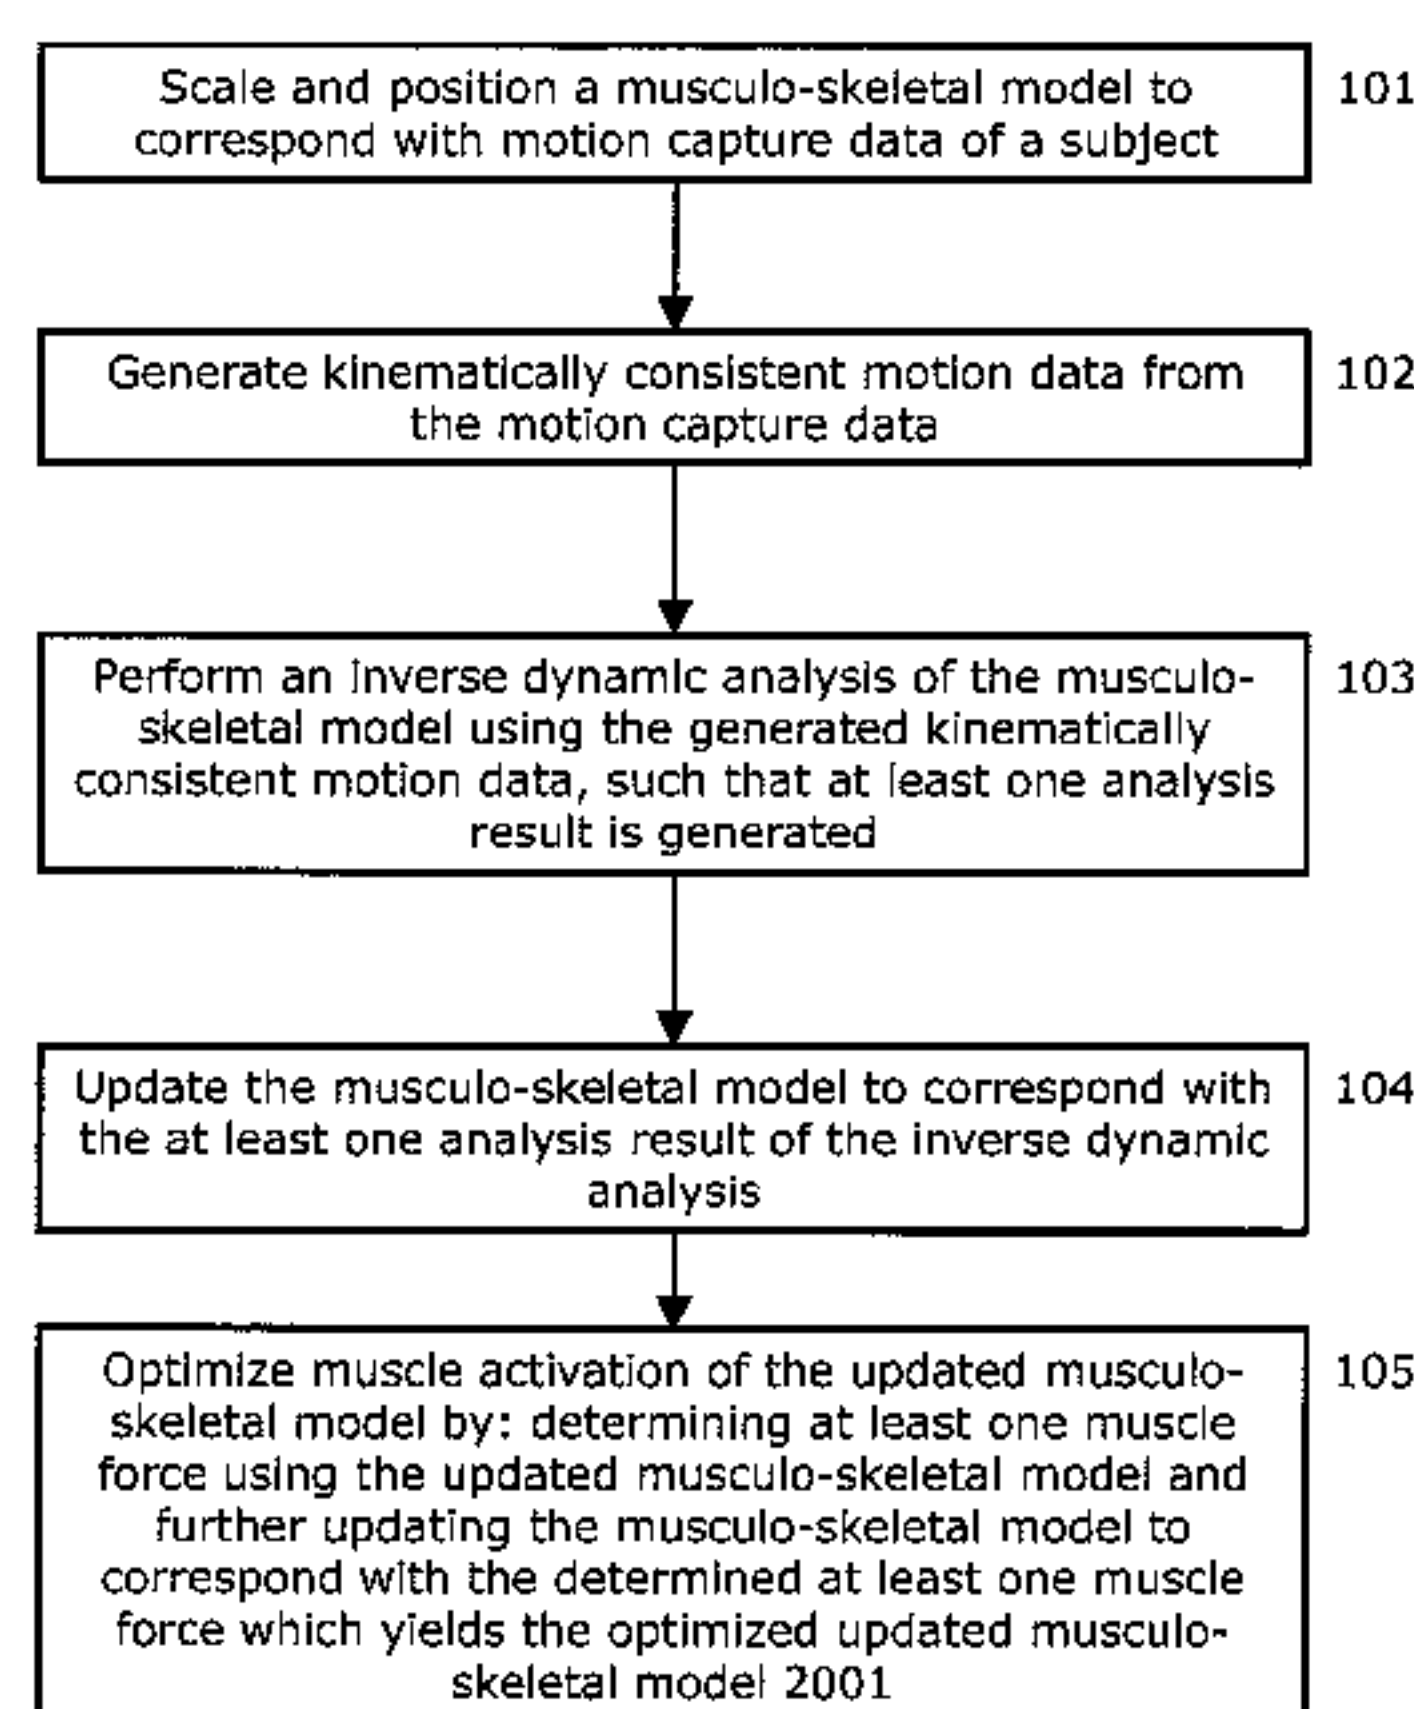 Scale and position a musculo-skeletal model to
correspond with motion capture data of a subject
101
Generate kinematically consistent motion data from
the motion capture data
102
Perform an inverse dynamic analysis of the musculo-
skeletal model using the generated kinematically
consistent motion data, such that at least one analysis
result is generated
103
Update the musculo-skeletal model to correspond with
the at least one analysis result of the inverse dynamic
analysis
104
Optimize muscle activation of the updated musculo-
skeletal model by: determining at least one muscle
force using the updated musculo-skeletal model and
further updating the musculo-skeletal model to
correspond with the determined at least one muscle
force which yields the optimized updated musculo-
skeletal model 2001
105